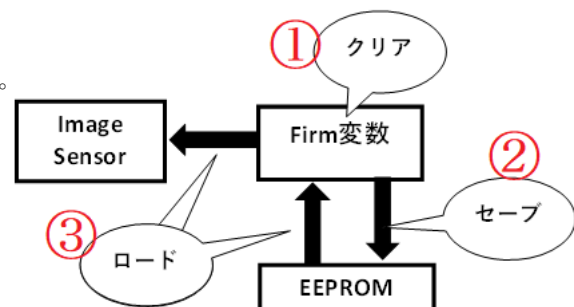 ① クリア
。
Image
Sensor
Firm変数
②
セーブ
③
ロード
EEPROM